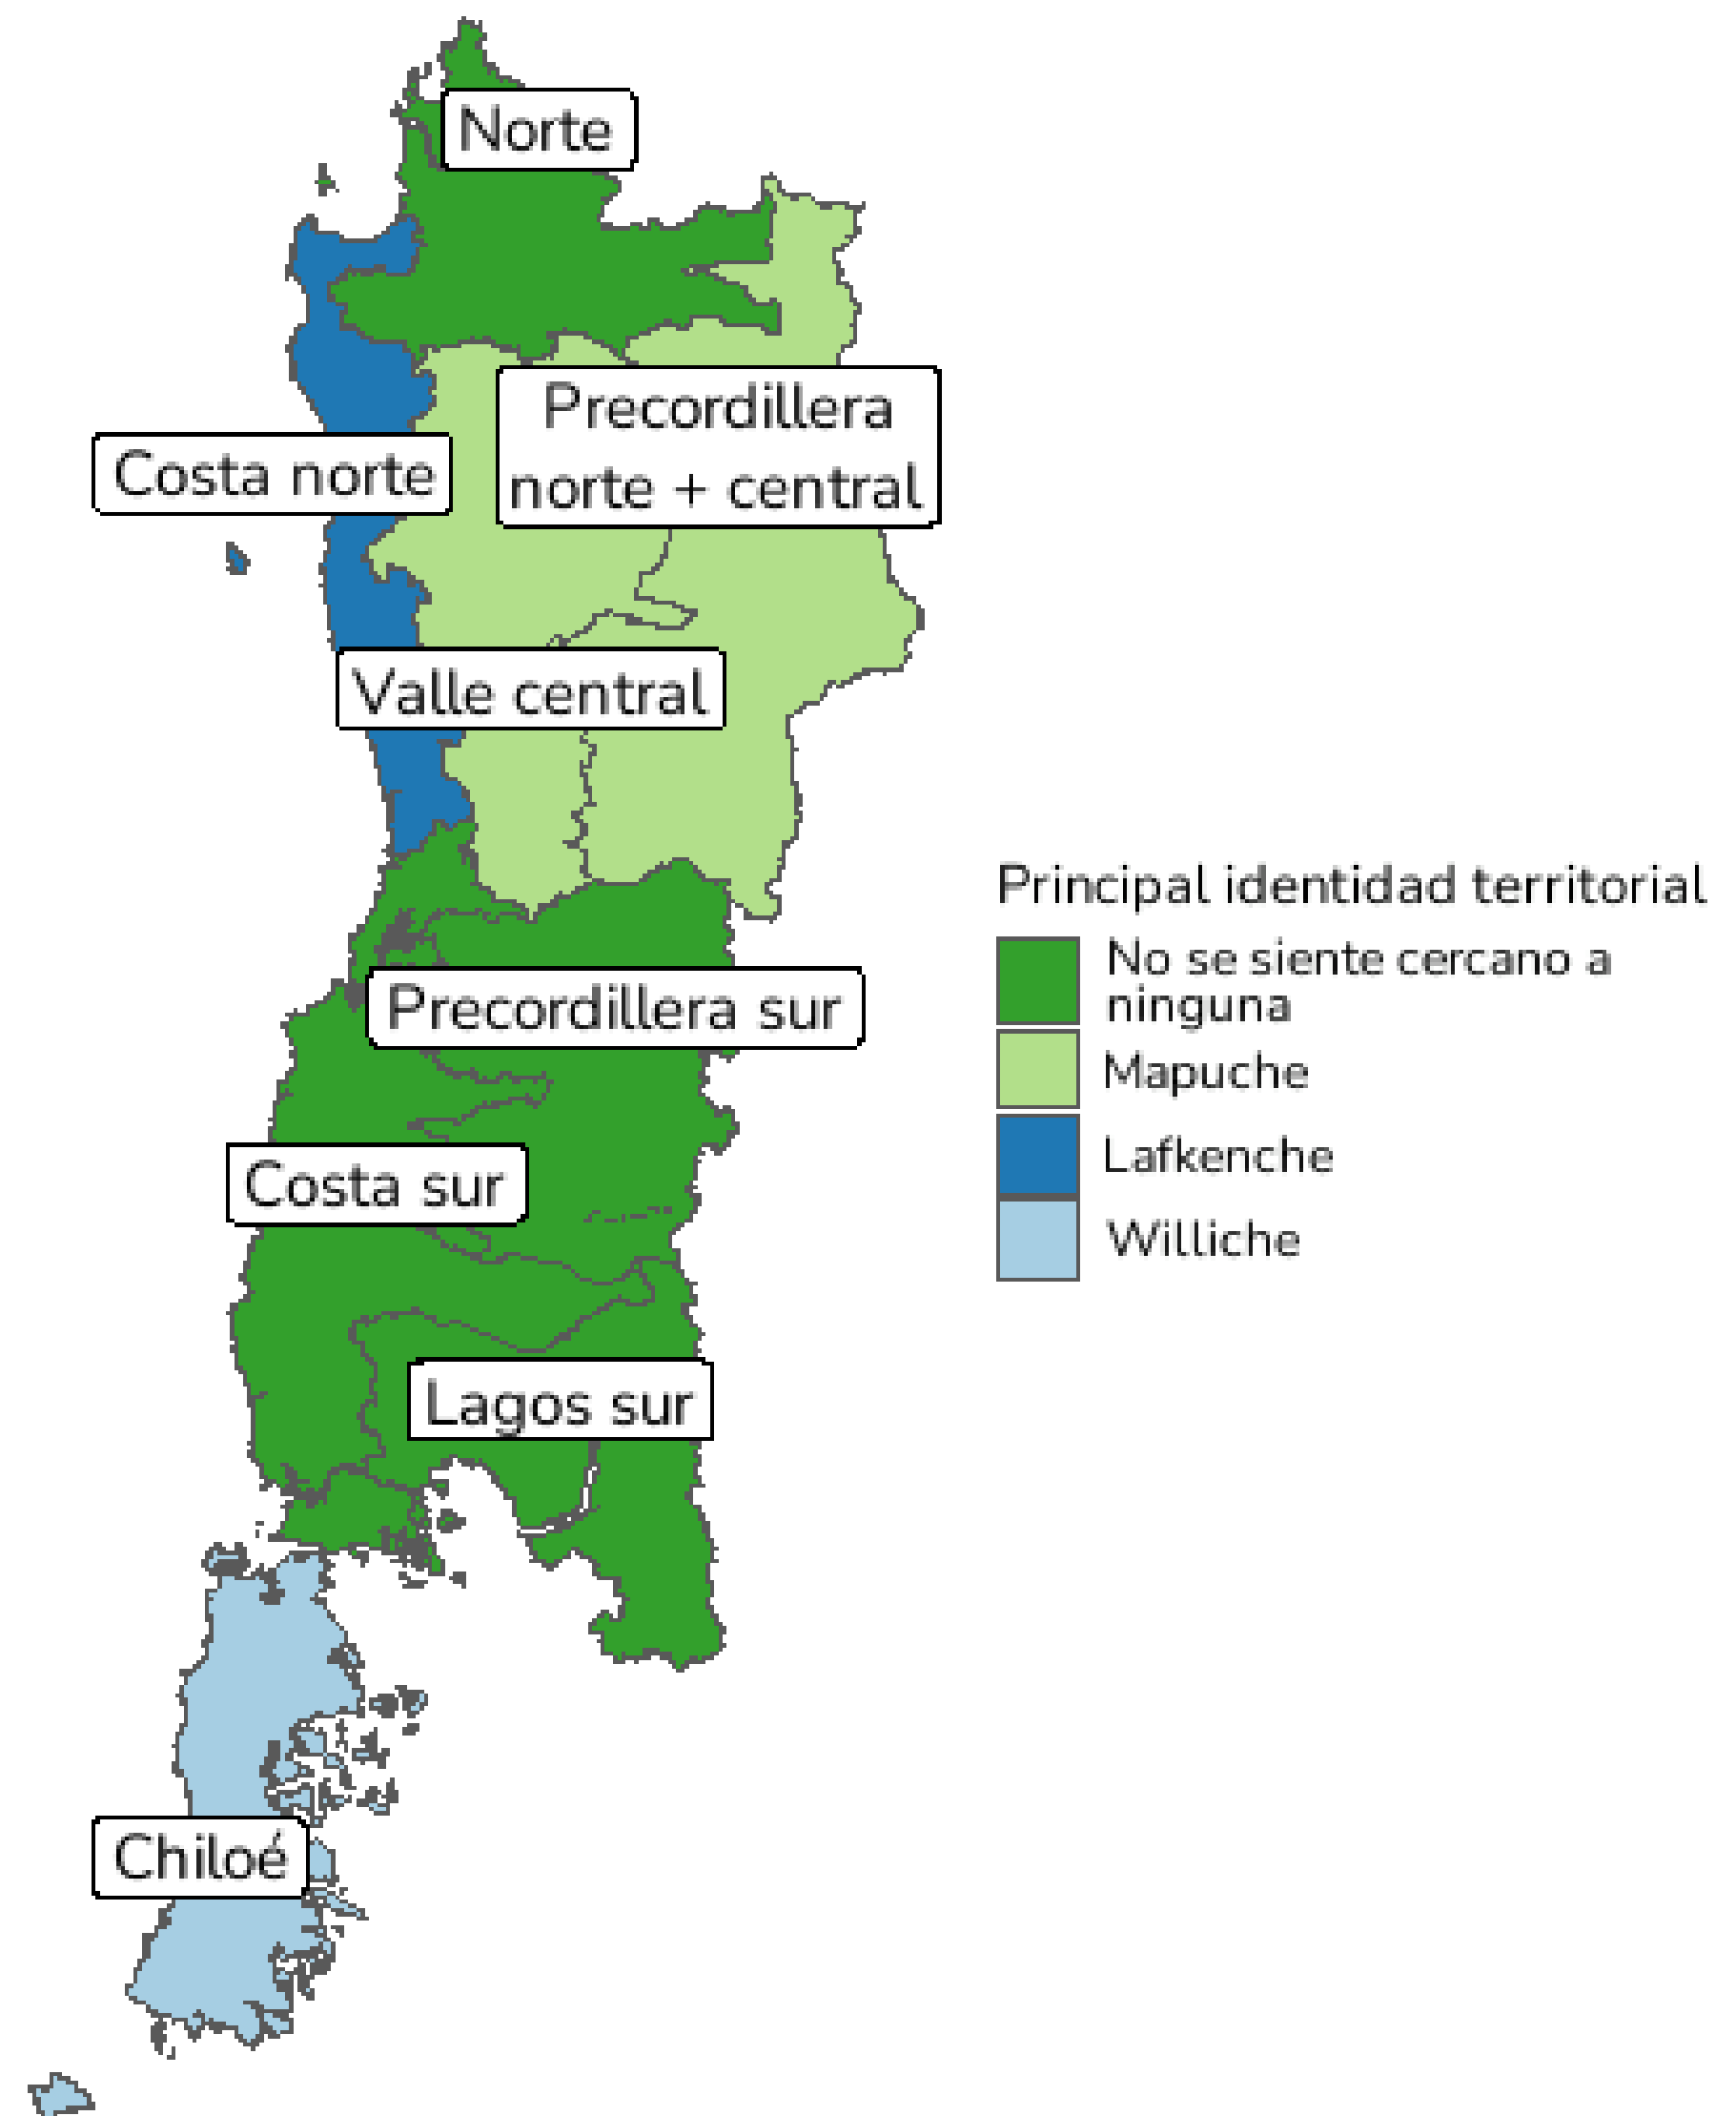 Norte
Precordillera
norte + central
Costa norte
Valle central
Principal identidad territorial
No se siente cercano a
ninguna
Mapuche
Lafkenche
Williche
Precordillera sur
Costa sur
Lagos sur
Chiloé